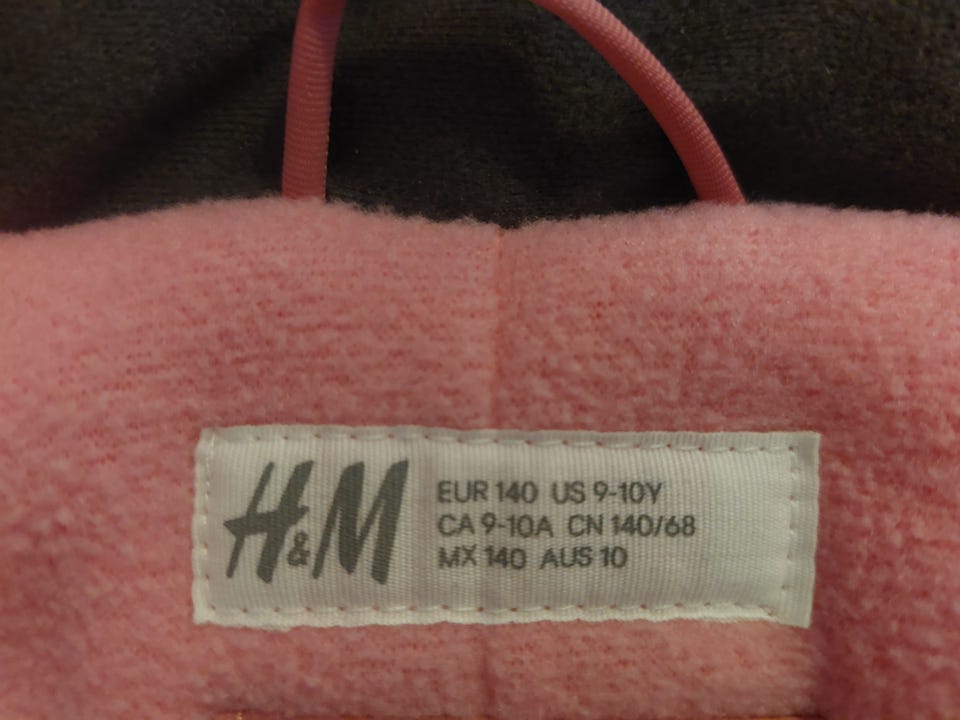 H&M
EUR 140 US 9-10Y
CA 9-10A CN 140/68
MX 140 AUS 10